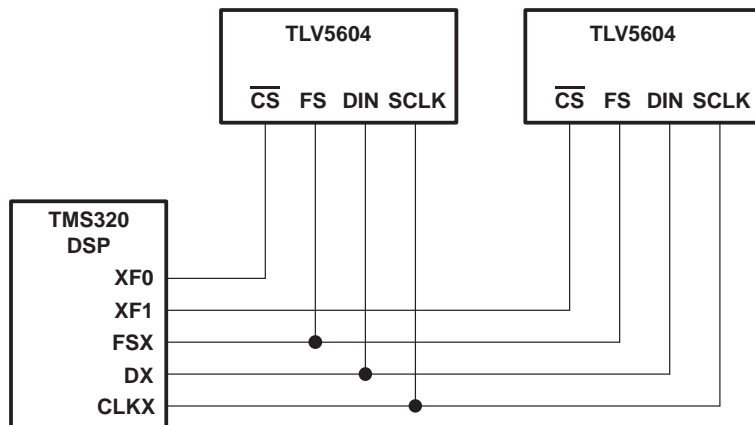 TLV5604
TLV5604
CS FS DIN SCLK
CS FS DIN SCLK
TMS320
DSP
XF0
XF1
FSX
DX
CLKX